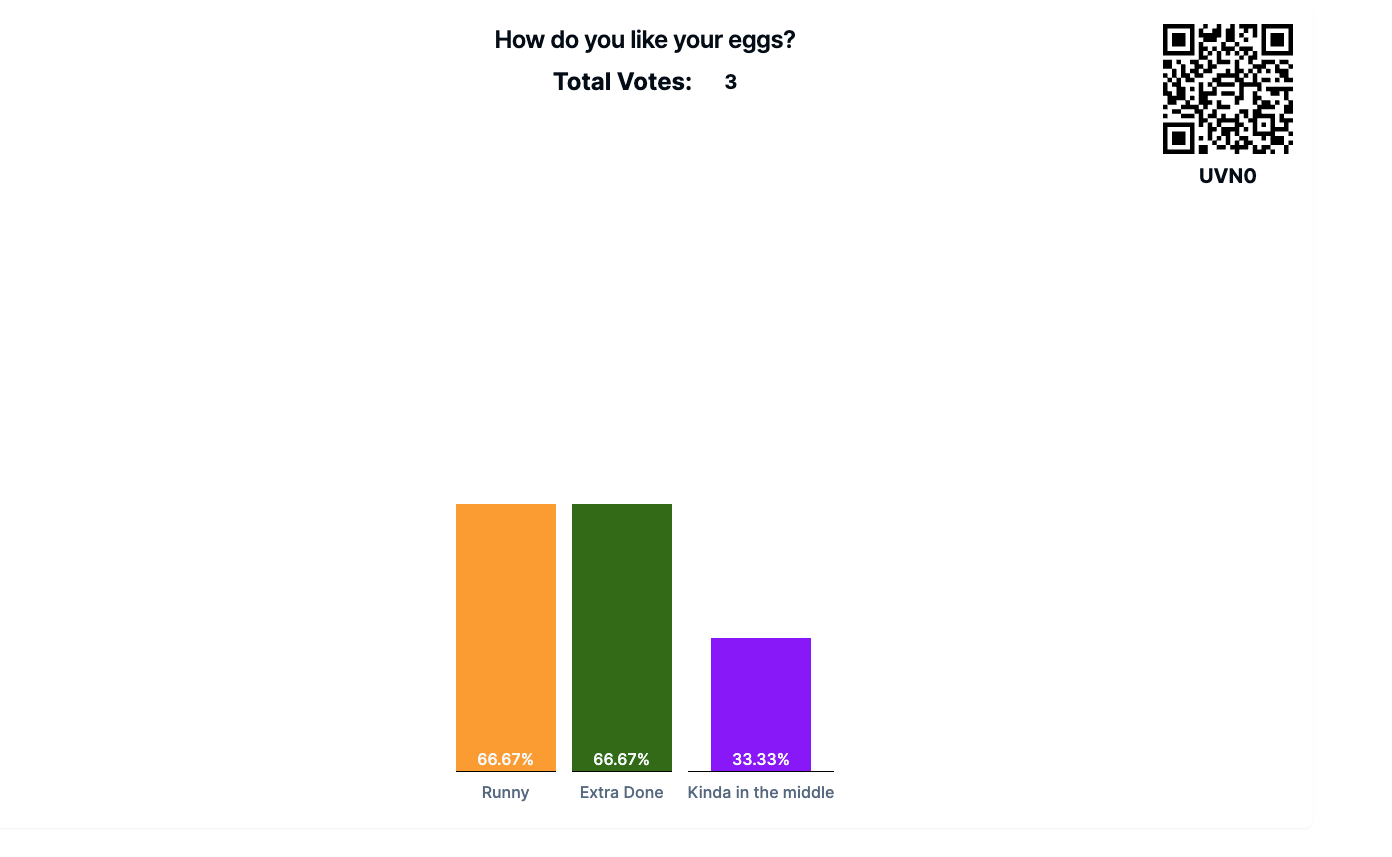 How do you like your eggs?
Total Votes: 3
UVN0
66.67%
66.67%
33.33%
Runny
Extra Done
Kinda in the middle